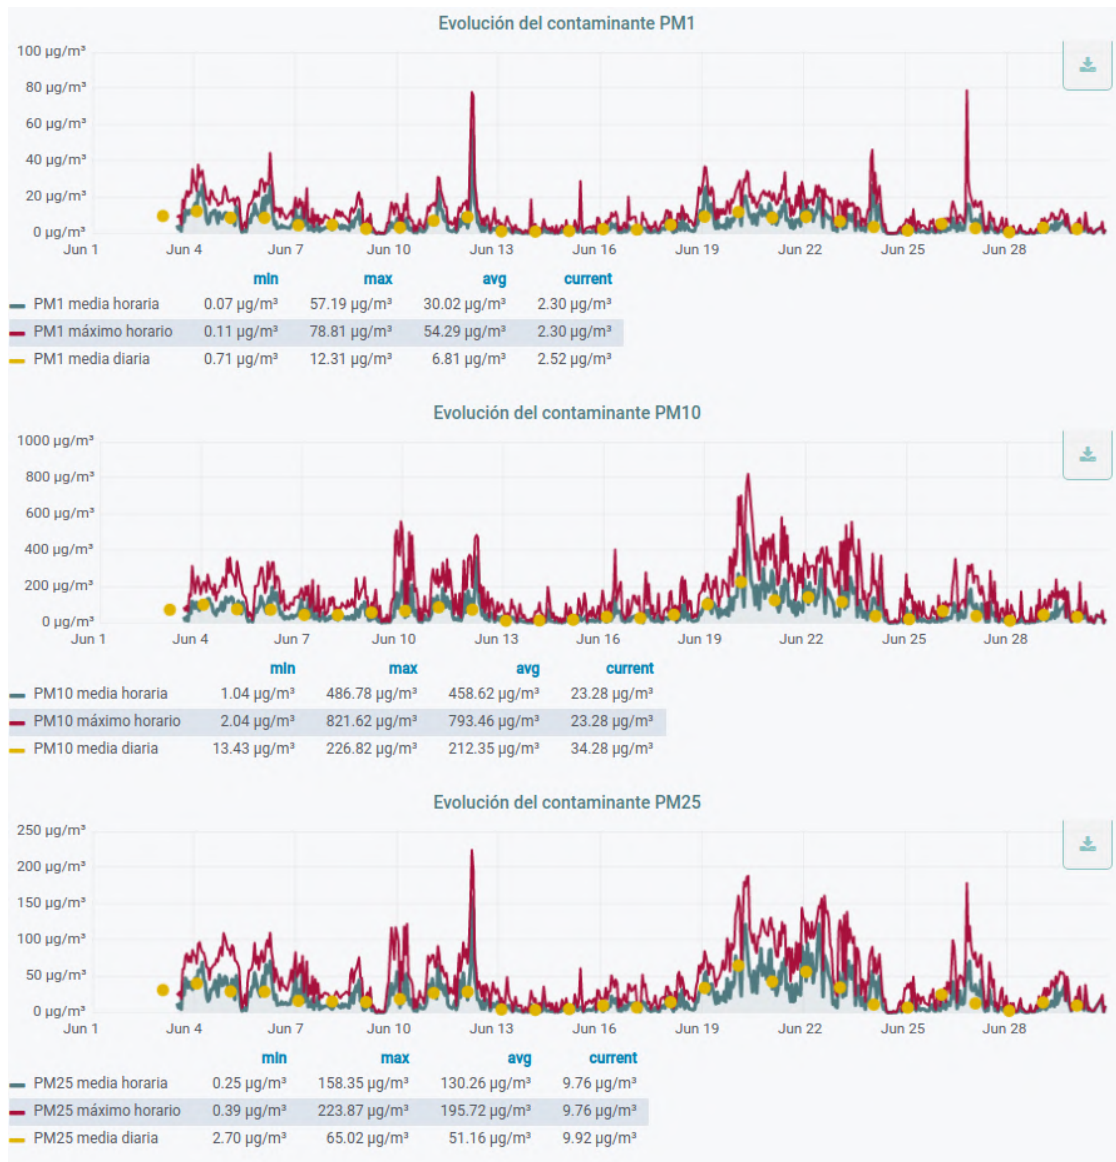 Evolución del contaminante PM1
100 µg/m³
80 µg/m³
60 µg/m³
40 µg/m³
20 µg/m³
0 µg/m³
Jun 1 Jun 4 Jun 7 Jun 10 Jun 13 Jun 16 Jun 19 Jun 22 Jun 25 Jun 28
min max avg current
PM1 media horaria 0.07 µg/m³ 57.19 µg/m³ 30.02 µg/m³ 2.30 µg/m³
PM1 máximo horario 0.11 µg/m³ 78.81 µg/m³ 54.29 µg/m³ 2.30 µg/m³
PM1 media diaria 0.71 µg/m³ 12.31 µg/m³ 6.81 µg/m³ 2.52 µg/m³
Evolución del contaminante PM10
1000 µg/m³
800 µg/m³
600 µg/m³
400 µg/m³
200 µg/m³
0 µg/m³
Jun 1 Jun 4 Jun 7 Jun 10 Jun 13 Jun 16 Jun 19 Jun 22 Jun 25 Jun 28
min max avg current
PM10 media horaria 1.04 µg/m³ 486.78 µg/m³ 458.62 µg/m³ 23.28 µg/m³
PM10 máximo horario 2.04 µg/m³ 821.62 µg/m³ 793.46 µg/m³ 23.28 µg/m³
PM10 media diaria 13.43 µg/m³ 226.82 µg/m³ 212.35 µg/m³ 34.28 µg/m³
Evolución del contaminante PM25
250 µg/m³
200 µg/m³
150 µg/m³
100 µg/m³
50 µg/m³
0 µg/m³
Jun 1 Jun 4 Jun 7 Jun 10 Jun 13 Jun 16 Jun 19 Jun 22 Jun 25 Jun 28
min max avg current
PM25 media horaria 0.25 µg/m³ 158.35 µg/m³ 130.26 µg/m³ 9.76 µg/m³
PM25 máximo horario 0.39 µg/m³ 223.87 µg/m³ 195.72 µg/m³ 9.76 µg/m³
PM25 media diaria 2.70 µg/m³ 65.02 µg/m³ 51.16 µg/m³ 9.92 µg/m³